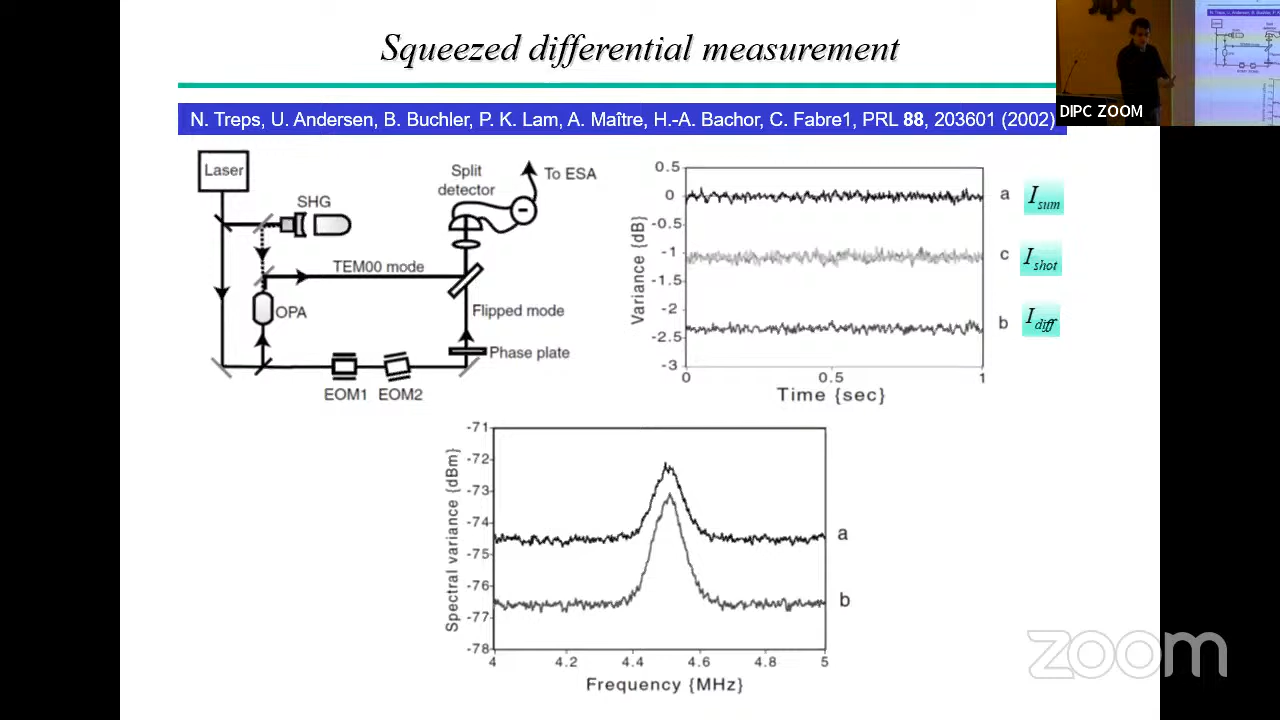 Squeezed differential measurement
DIPC ZOOM
N. Treps, U. Andersen, B. Buchler, P. K. Lam, A. Maître, H.-A. Bachor, C. Fabre1, PRL 88, 203601 (2002)
Laser
SHG
Split
detector
To ESA
TEM00 mode
OPA
Flipped mode
Phase plate
EOM1 EOM2
Variance {dB}
0.5
0
-0.5
-1
-1.5
-2
-2.5
-3
0 0.5 1
Time {sec}
a Isum
c Ishot
b Idiff
Spectral variance {dBm}
-71
-72
-73
-74
-75
-76
-77
-78
4 4.2 4.4 4.6 4.8 5
Frequency {MHz}
a
b
zoom